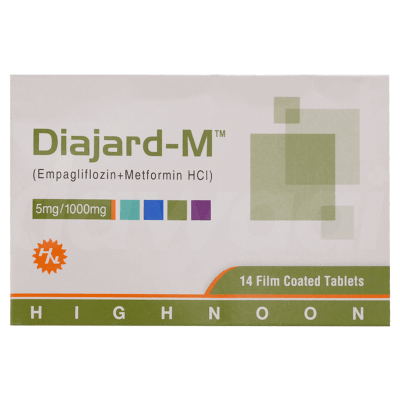 Diajard-M™
(Empagliflozin+Metformin HCl)
5mg/1000mg
14 Film Coated Tablets
HIGHNOON